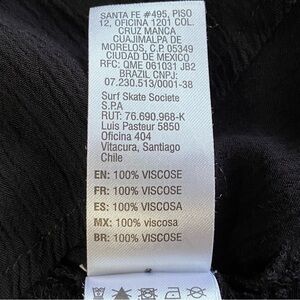 SANTA FE #495, PISO
12, OFICINA 1201 COL.
CRUZ MANCA
CUAJIMALPA DE
MORELOS, C.P. 05349
CIUDAD DE MEXICO
RFC: QME 061031 JB2
BRAZIL CNPJ:
07.230.513/0001-38
Surf Skate Societe
S.P.A
RUT: 76.690.968-K
Luis Pasteur 5850
Oficina 404
Vitacura, Santiago
Chile
EN: 100% VISCOSE
FR: 100% VISCOSE
ES: 100% VISCOSA
MX: 100% viscosa
BR: 100% VISCOSE